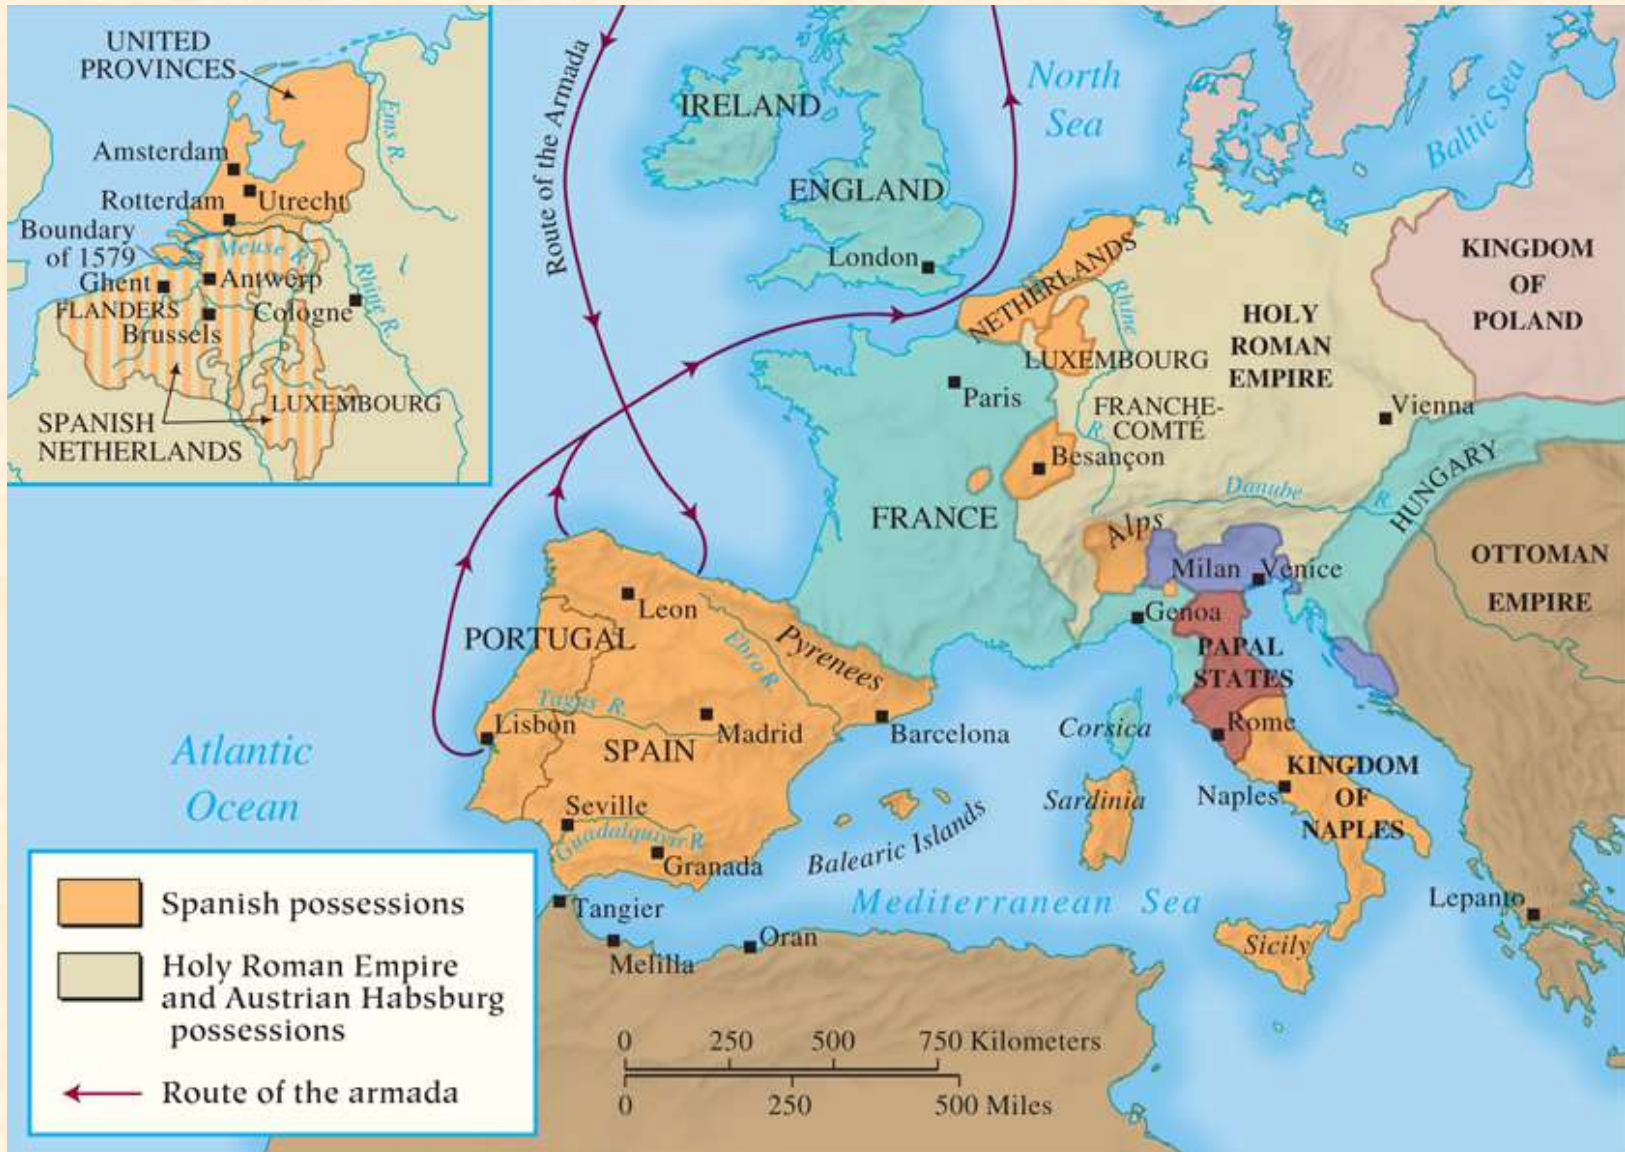 UNITED
PROVINCES
Ems R.
Amsterdam
Rotterdam
Utrecht
Boundary
of 1579
Meuse R.
Ghent
Antwerp
Rhine R.
FLANDERS
Cologne
Brussels
LUXEMBOURG
SPANISH
NETHERLANDS
Route of the Armada
IRELAND
ENGLAND
London
North
Sea
Baltic Sea
NETHERLANDS
Rhine
R.
LUXEMBOURG
HOLY
ROMAN
EMPIRE
KINGDOM
OF
POLAND
Paris
FRANCHE-
COMTÉ
Besançon
Vienna
FRANCE
Danube
R.
HUNGARY
Alps
Milan
Venice
Genoa
OTTOMAN
EMPIRE
PAPAL
STATES
Rome
Leon
PORTUGAL
Ebro R.
Pyrenees
Tagus R.
Lisbon
Madrid
Barcelona
SPAIN
Corsica
Sardinia
KINGDOM
OF
NAPLES
Naples
Atlantic
Ocean
Seville
Guadalquivir R.
Granada
Balearic Islands
Mediterranean Sea
Lepanto
Sicily
Tangier
Melilla
Oran
Spanish possessions
Holy Roman Empire
and Austrian Habsburg
possessions
Route of the armada
0 250 500 750 Kilometers
0 250 500 Miles